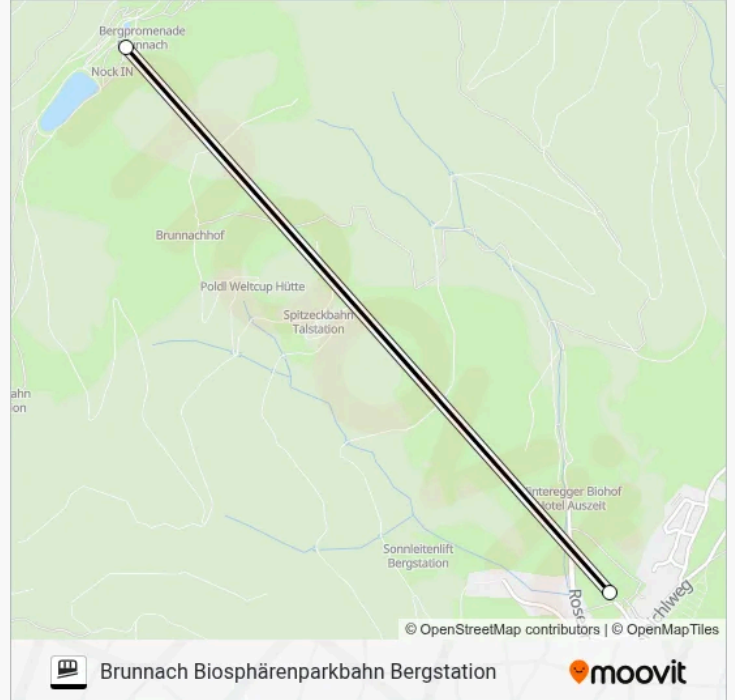 Bergpromenade
Nock IN
Brunnachhof
Poldl Weltcup Hütte
Spitzeckbahn
Talstation
Hotel Auszeit
Sonnleitenlift
Bergstation
© OpenStreetMap contributors | © OpenMapTiles
Brunnach Biosphärenparkbahn Bergstation
moovit